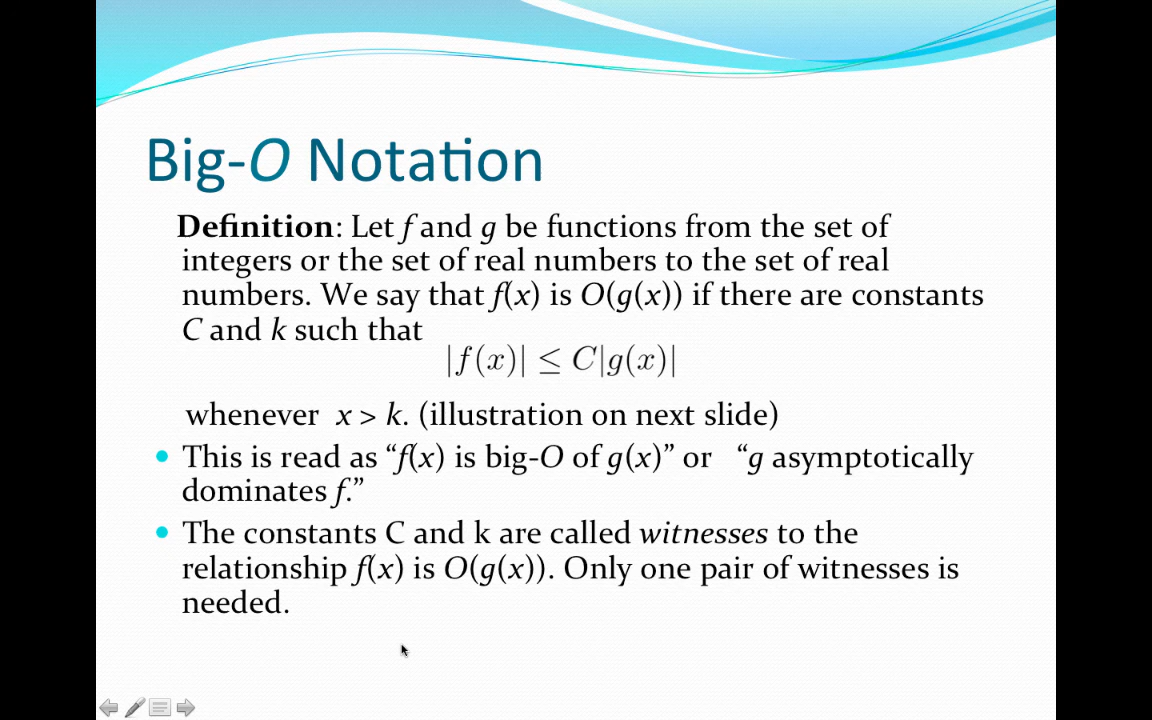 Big-O Notation
Definition: Let f and g be functions from the set of
integers or the set of real numbers to the set of real
numbers. We say that f(x) is O(g(x)) if there are constants
C and k such that
|f(x)| ≤ C|g(x)|
whenever x > k. (illustration on next slide)
• This is read as “f(x) is big-O of g(x)” or “g asymptotically
dominates f.”
• The constants C and k are called witnesses to the
relationship f(x) is O(g(x)). Only one pair of witnesses is
needed.